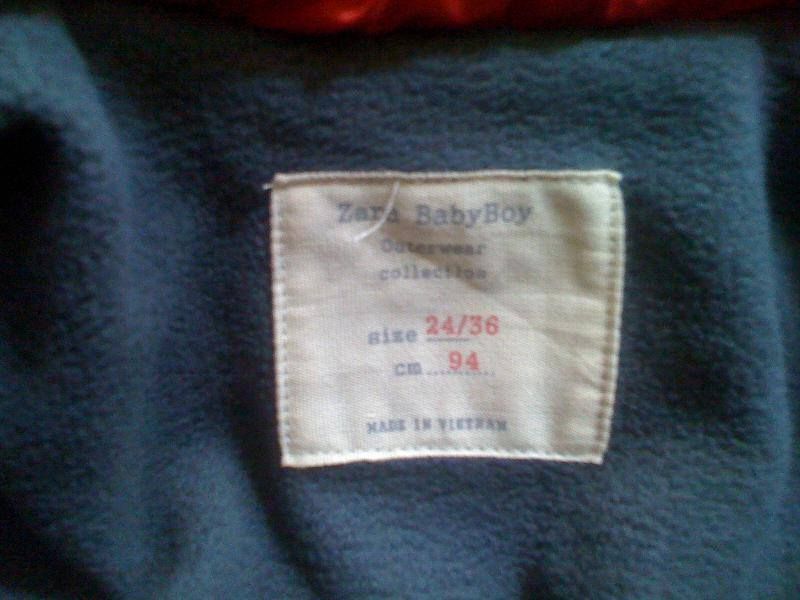 Zara BabyBoy
Outerwear
collection
size 24/36
cm 94
MADE IN VIETNAM